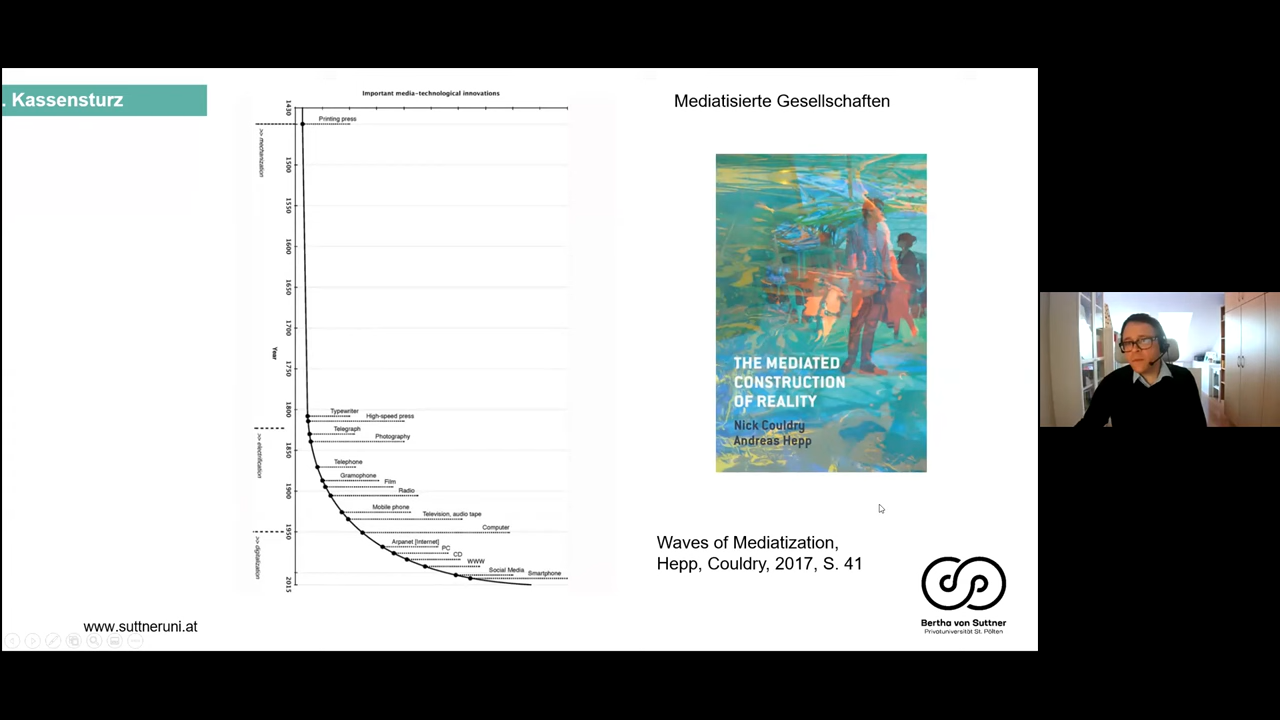 . Kassensturz
Important media-technological innovations
1430
1500
1550
1600
1650
1700
1750
1800
1850
1900
1950
2015
Year
>> mechanization
>> electrification
>> digitalization
Printing press
Typewriter
High-speed press
Telegraph
Photography
Telephone
Gramophone
Film
Radio
Mobile phone
Television, audio tape
Computer
Arpanet [Internet]
PC
CD
WWW
Social Media
Smartphone
Mediatisierte Gesellschaften
THE MEDIATED
CONSTRUCTION
OF REALITY
Nick Couldry
Andreas Hepp
Waves of Mediatization,
Hepp, Couldry, 2017, S. 41
www.suttneruni.at
Bertha von Suttner
Privatuniversität St. Pölten